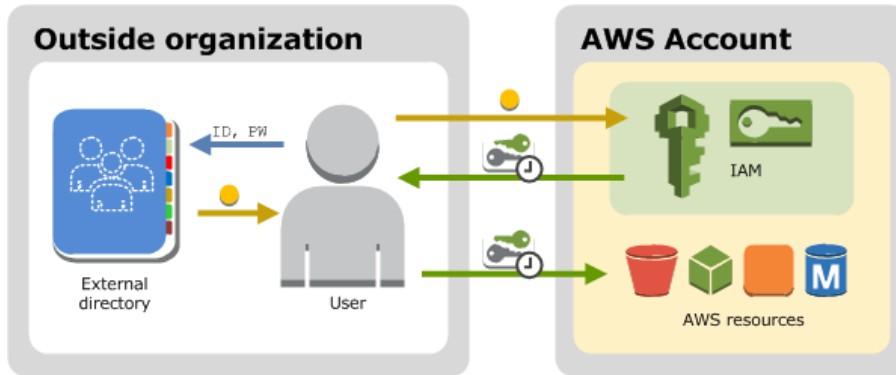 Outside organization
AWS Account
ID, PW
IAM
External
directory
User
M
AWS resources